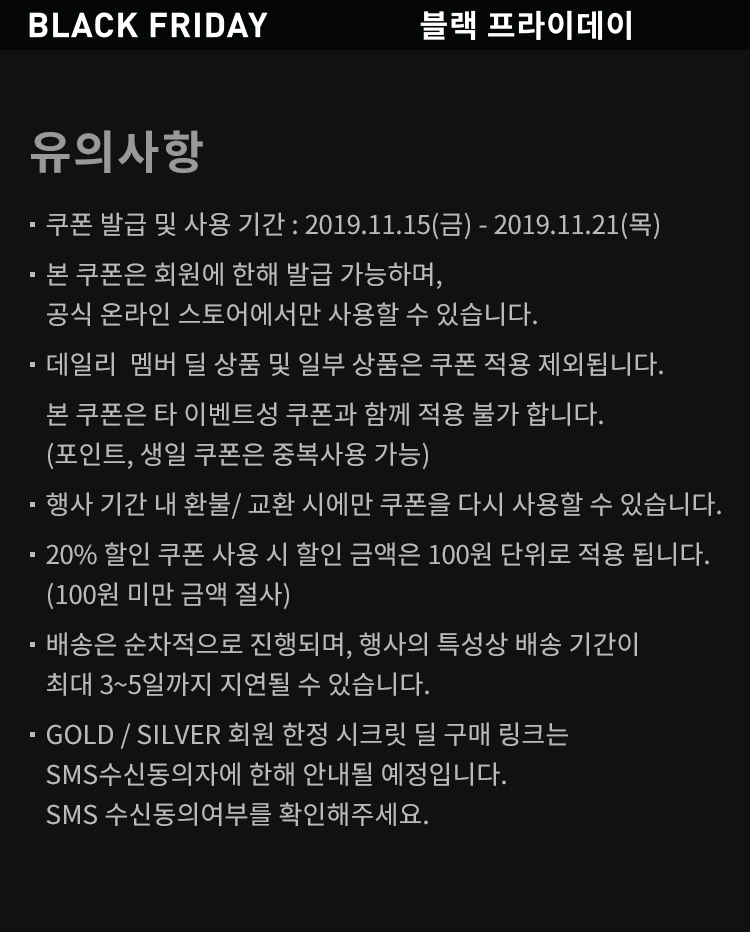 BLACK FRIDAY 블랙 프라이데이
유의사항
▪ 쿠폰 발급 및 사용 기간 : 2019.11.15(금) - 2019.11.21(목)
▪ 본 쿠폰은 회원에 한해 발급 가능하며,
공식 온라인 스토어에서만 사용할 수 있습니다.
▪ 데일리  멤버 딜 상품 및 일부 상품은 쿠폰 적용 제외됩니다.
본 쿠폰은 타 이벤트성 쿠폰과 함께 적용 불가 합니다.
(포인트, 생일 쿠폰은 중복사용 가능)
▪ 행사 기간 내 환불/ 교환 시에만 쿠폰을 다시 사용할 수 있습니다.
▪ 20% 할인 쿠폰 사용 시 할인 금액은 100원 단위로 적용 됩니다.
(100원 미만 금액 절사)
▪ 배송은 순차적으로 진행되며, 행사의 특성상 배송 기간이
최대 3~5일까지 지연될 수 있습니다.
▪ GOLD / SILVER 회원 한정 시크릿 딜 구매 링크는
SMS수신동의자에 한해 안내될 예정입니다.
SMS 수신동의여부를 확인해주세요.